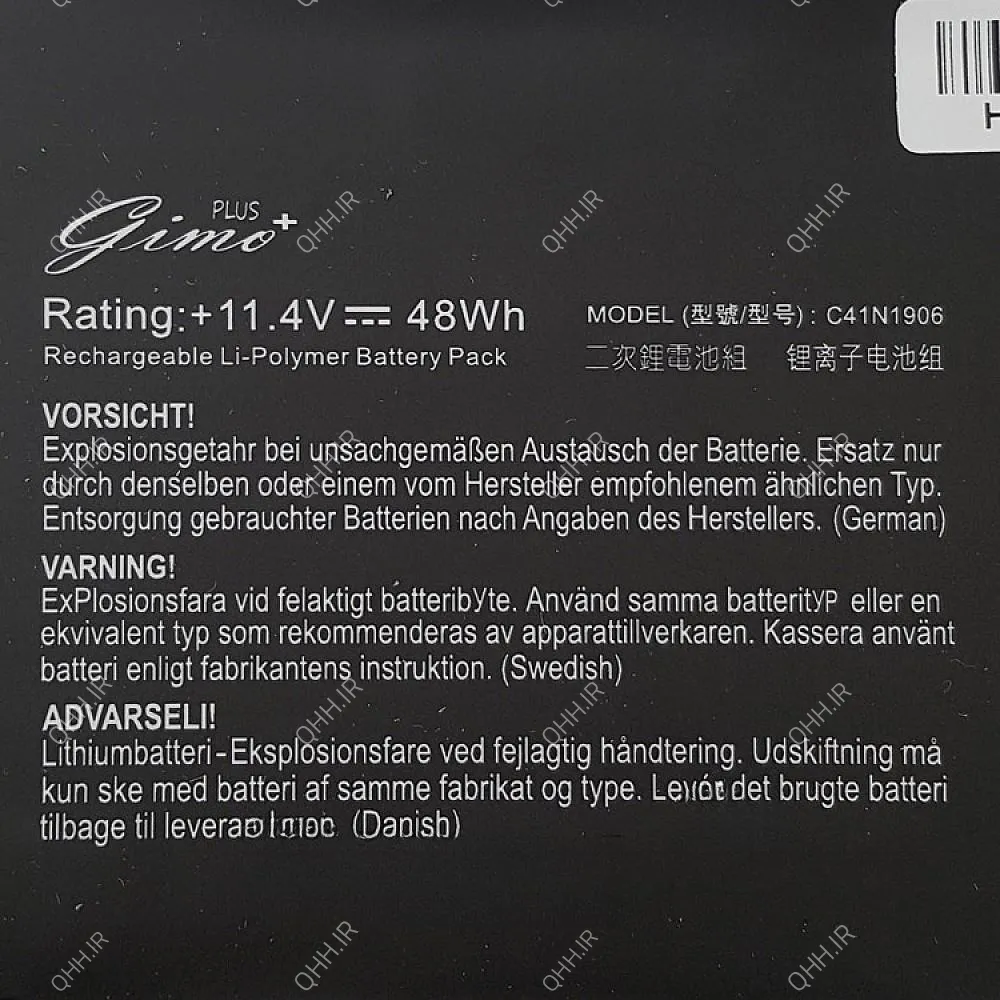 H
Gimo PLUS+
Rating:+11.4V⎓ 48Wh
MODEL (型號/型号) : C41N1906
Rechargeable Li-Polymer Battery Pack
二次鋰電池組 锂离子电池组
VORSICHT!
Explosionsgetahr bei unsachgemäßen Austausch der Batterie. Ersatz nur
durch denselben oder einem vom Hersteller empfohlenem ähnlichen Typ.
Entsorgung gebrauchter Batterien nach Angaben des Herstellers. (German)
VARNING!
ExPlosionsfara vid felaktigt batteribyte. Använd samma batterityP eller en
ekvivalent typ som rekommenderas av apparattillverkaren. Kassera använt
batteri enligt fabrikantens instruktion. (Swedish)
ADVARSELI!
Lithiumbatteri-Eksplosionsfare ved fejlagtig håndtering. Udskiftning må
kun ske med batteri af samme fabrikat og type. det brugte batteri
tilbage til (Danish)
QHH.IR